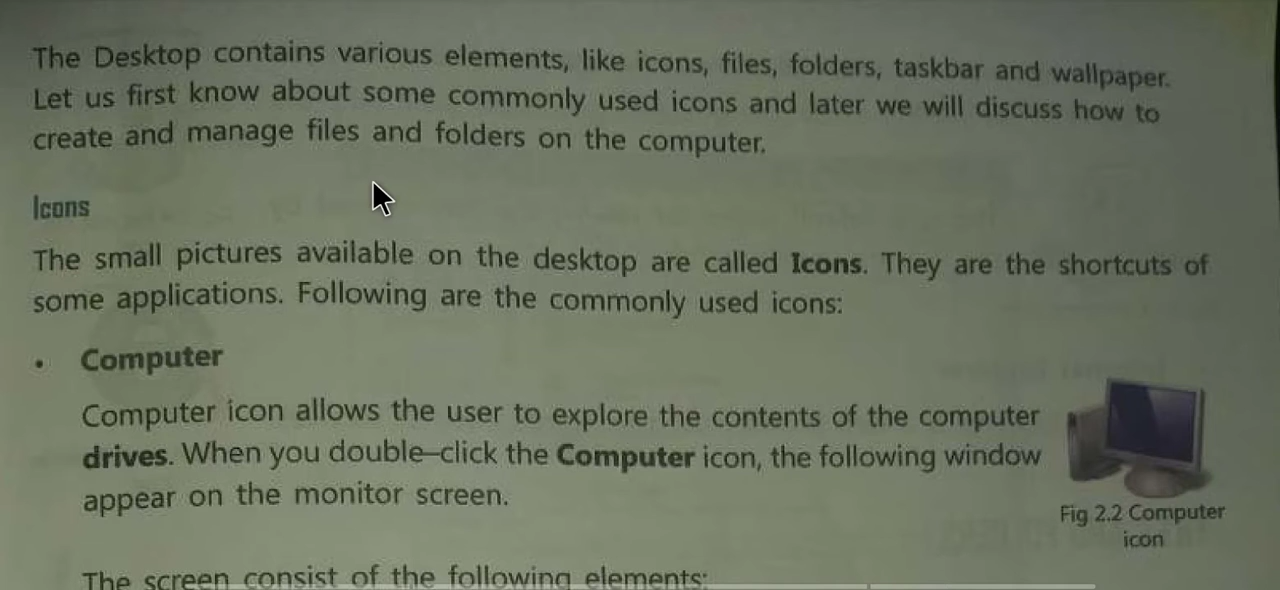 The Desktop contains various elements, like icons, files, folders, taskbar and wallpaper.
Let us first know about some commonly used icons and later we will discuss how to
create and manage files and folders on the computer.
Icons
The small pictures available on the desktop are called Icons. They are the shortcuts of
some applications. Following are the commonly used icons:
• Computer
Computer icon allows the user to explore the contents of the computer
drives. When you double-click the Computer icon, the following window
appear on the monitor screen.
Fig 2.2 Computer
icon
The screen consist of the following elements: